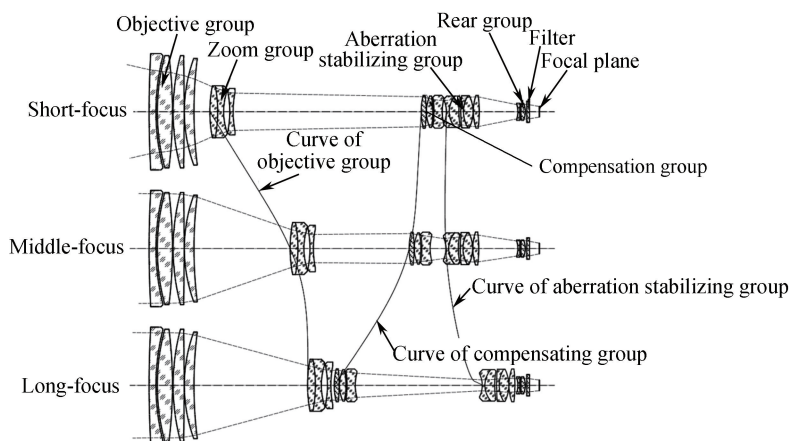 Objective group
Zoom group
Aberration
stabilizing group
Rear group
Filter
Focal plane
Short-focus
Curve of
objective group
Compensation group
Middle-focus
Curve of aberration stabilizing group
Curve of compensating group
Long-focus